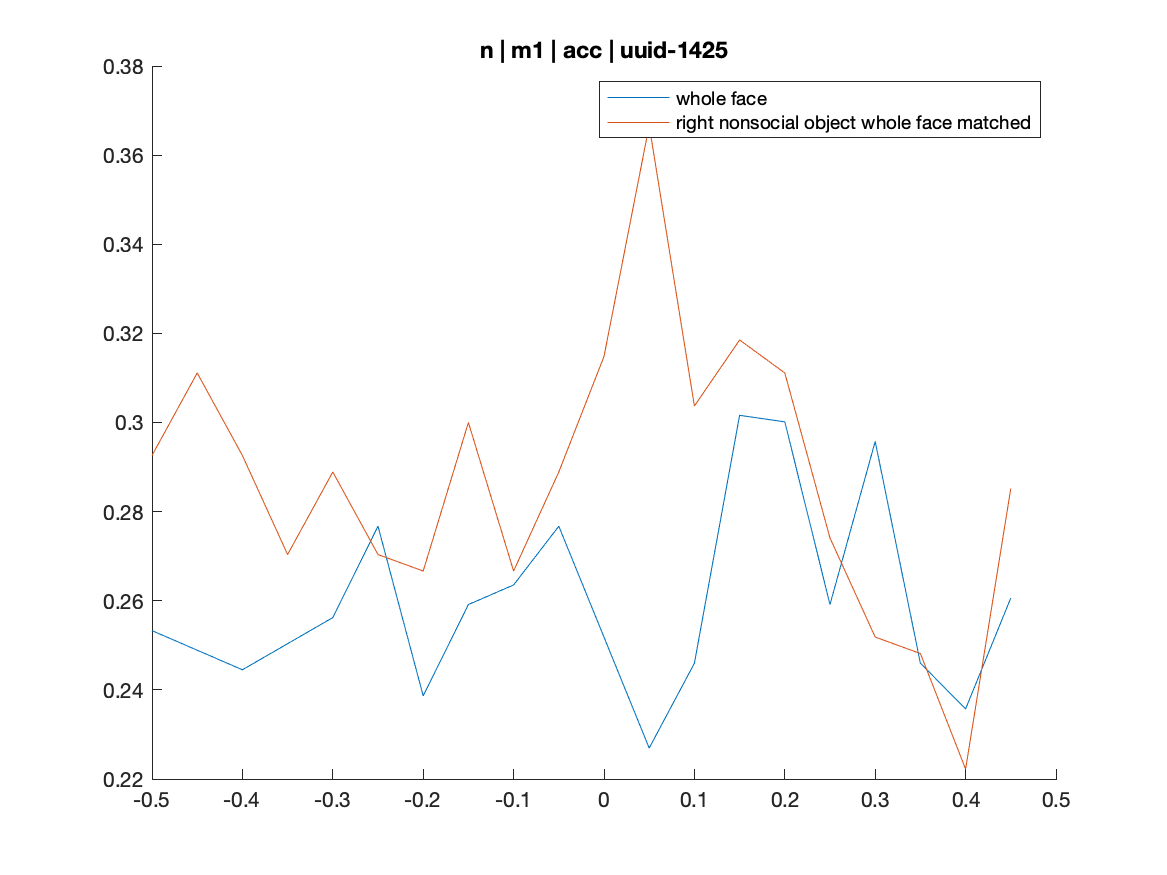 n | m1 | acc | uuid-1425
whole face
right nonsocial object whole face matched
0.38
0.36
0.34
0.32
0.3
0.28
0.26
0.24
0.22
-0.5 -0.4 -0.3 -0.2 -0.1 0 0.1 0.2 0.3 0.4 0.5